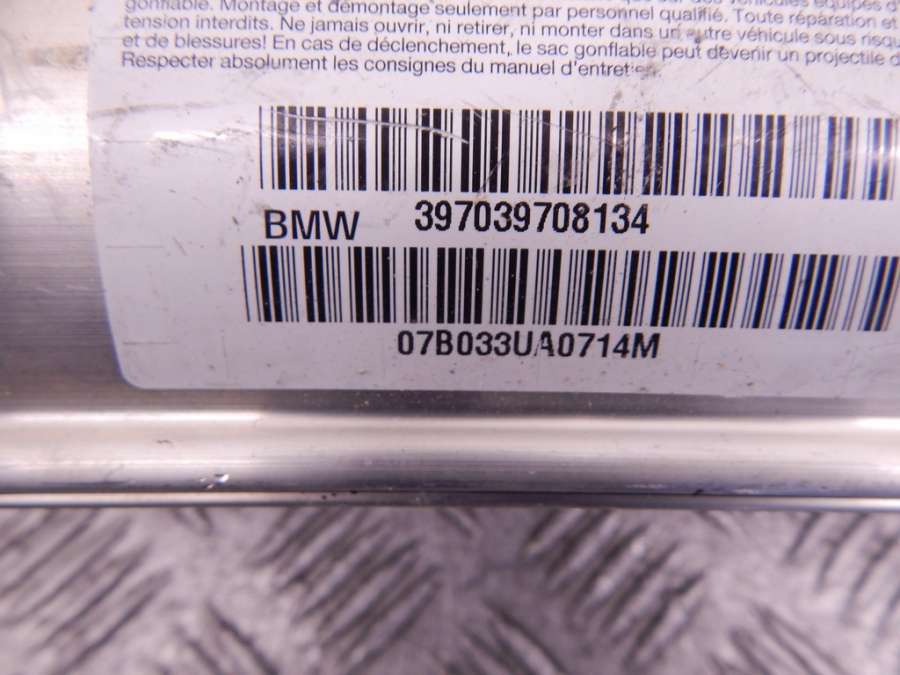 gonflable. Montage et démontage seulement par personnel qualifié. Toute réparation et
tension interdits. Ne jamais ouvrir, ni retirer, ni monter dans un autre véhicule sous
et de blessures! En cas de déclenchement, le sac gonflable peut devenir un projectile
Respecter absolument les consignes du manuel d'entretien.
BMW 397039708134
07B033UA0714M